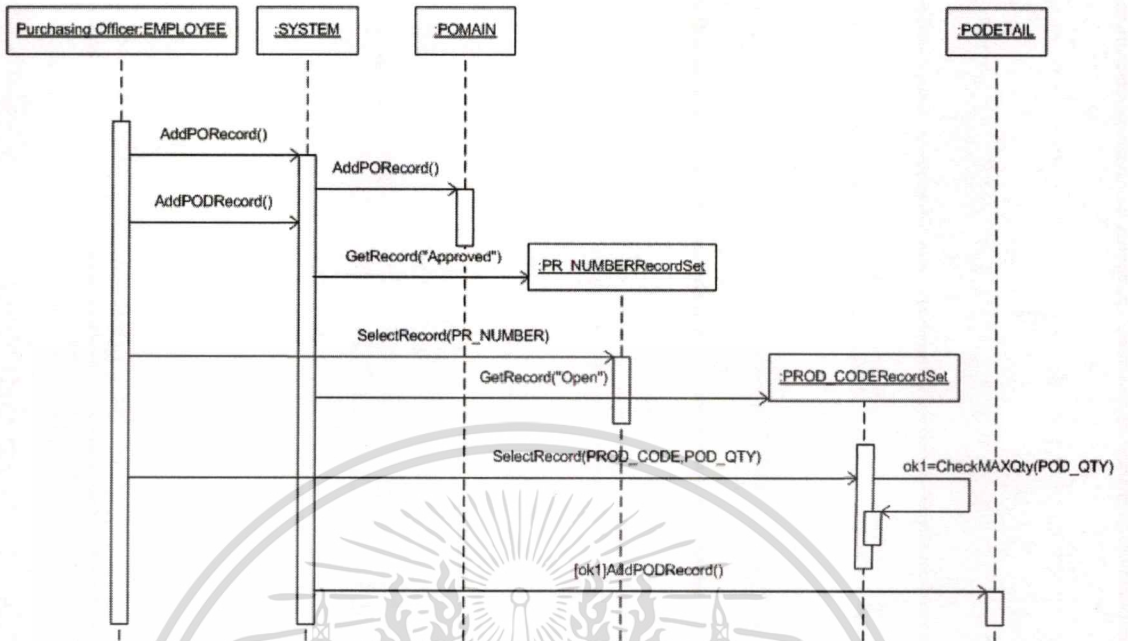 Purchasing Officer:EMPLOYEE
:SYSTEM
:POMAIN
:PODETAIL
AddPORecord()
AddPORecord()
AddPODRecord()
GetRecord("Approved")
:PR_NUMBERRecordSet
SelectRecord(PR_NUMBER)
GetRecord("Open")
:PROD_CODERecordSet
SelectRecord(PROD_CODE,POD_QTY)
ok1=CheckMAXQty(POD_QTY)
[ok1]AddPODRecord()